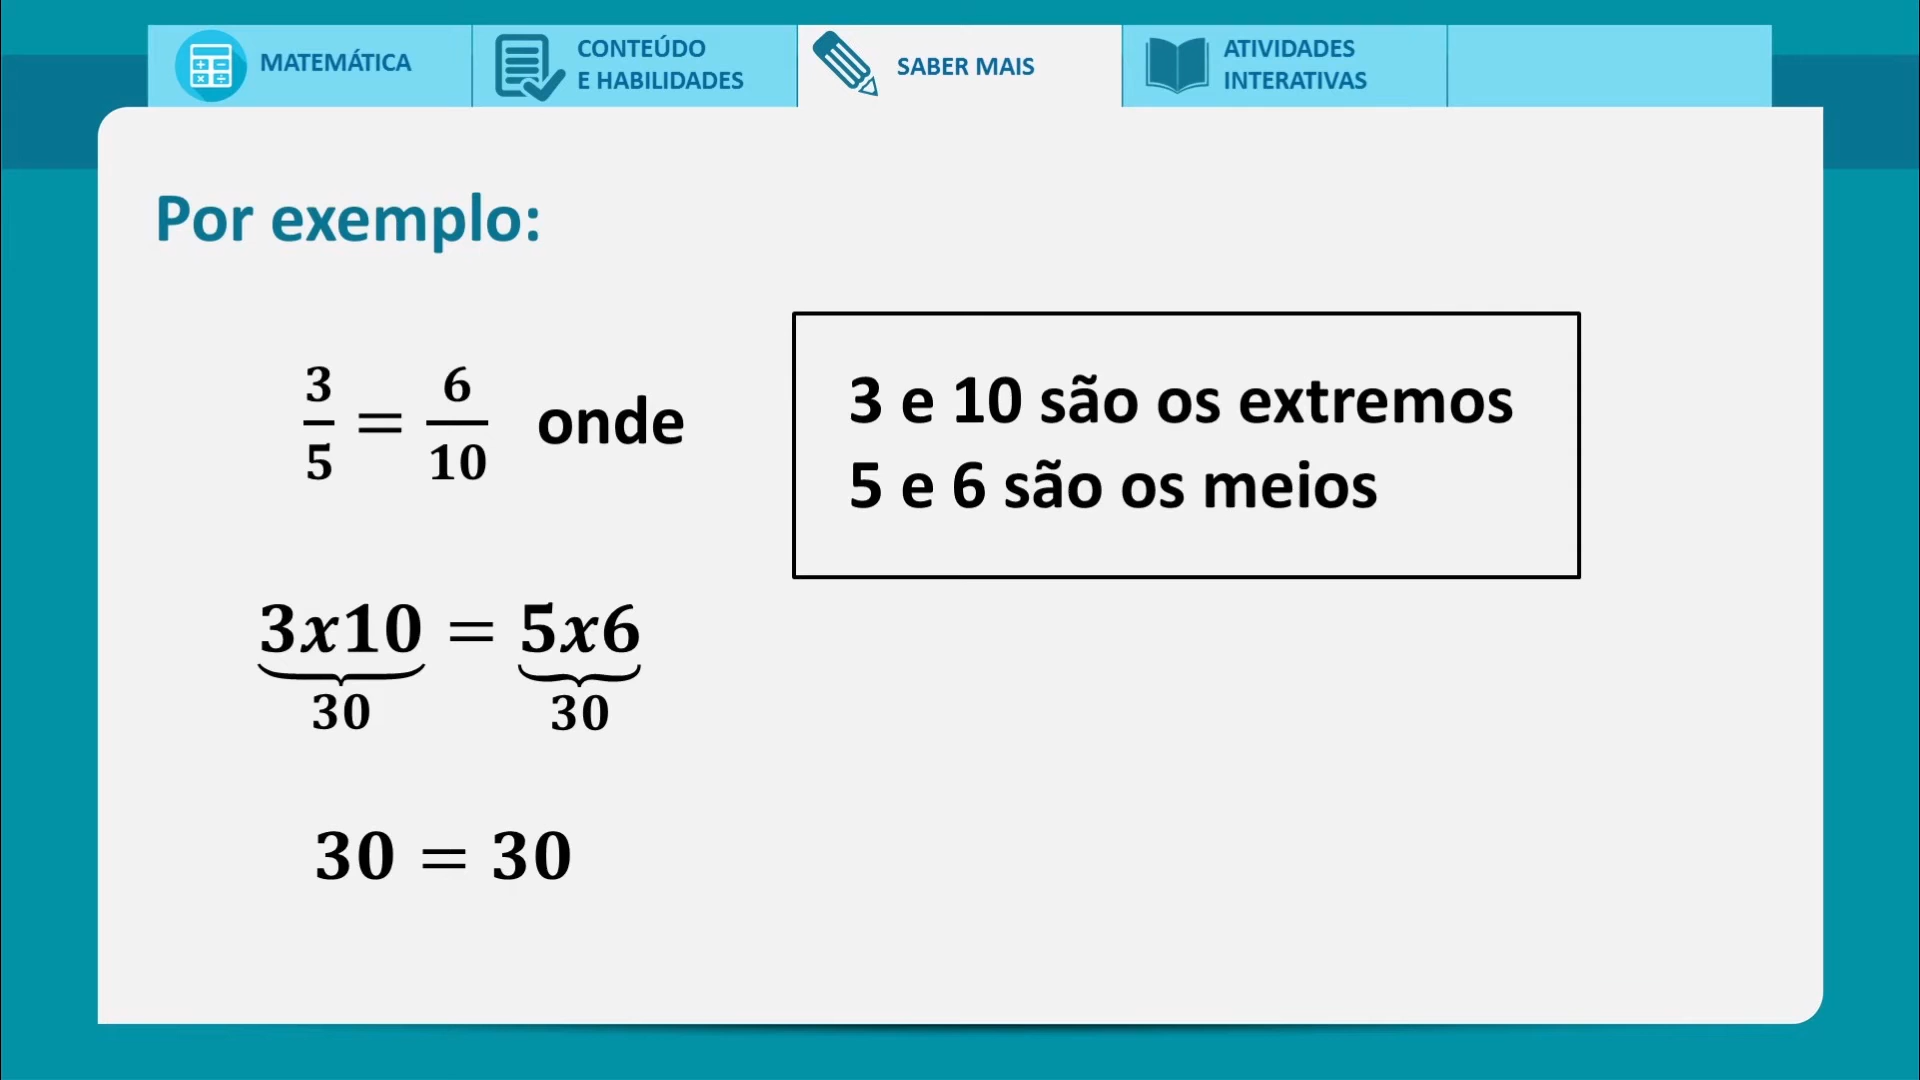 MATEMÁTICA
CONTEÚDO
E HABILIDADES
SABER MAIS
ATIVIDADES
INTERATIVAS
Por exemplo:
3/5 = 6/10 onde
3 e 10 são os extremos
5 e 6 são os meios
3x10 = 5x6
30 30
30 = 30